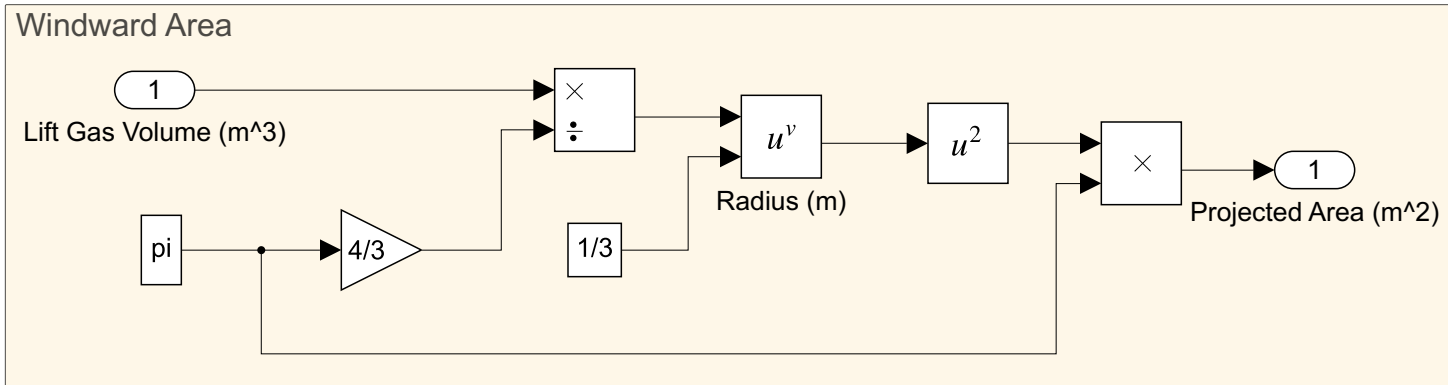 Windward Area
1
Lift Gas Volume (m^3)
×
÷
u^v
Radius (m)
u^2
×
1
Projected Area (m^2)
pi
4/3
1/3